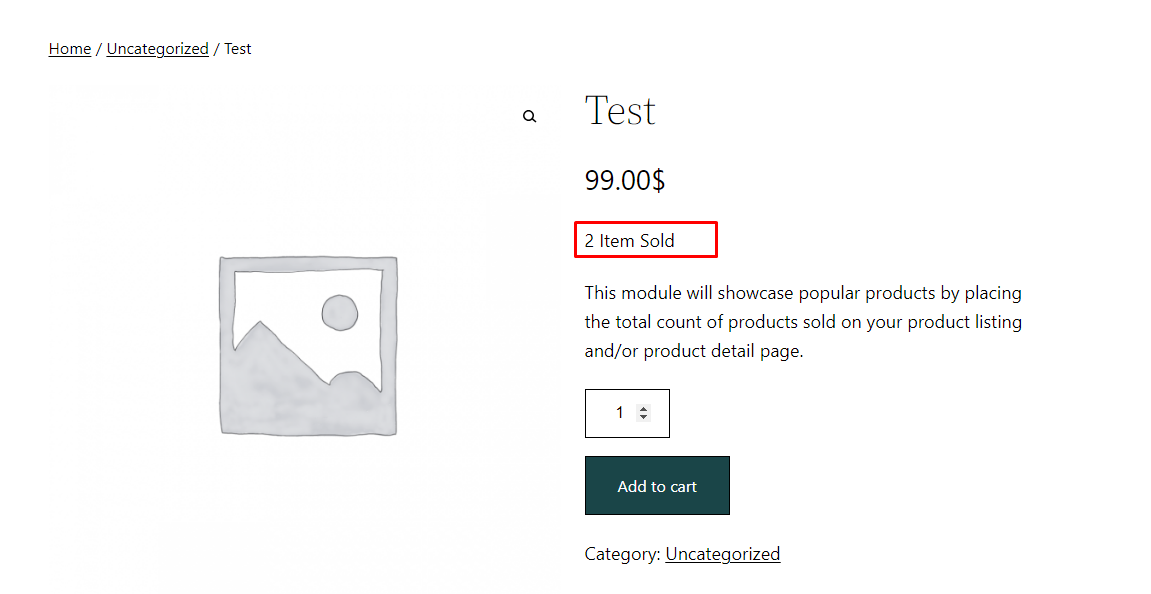 Home / Uncategorized / Test
Test
99.00$
2 Item Sold
This module will showcase popular products by placing
the total count of products sold on your product listing
and/or product detail page.
1
Add to cart
Category: Uncategorized